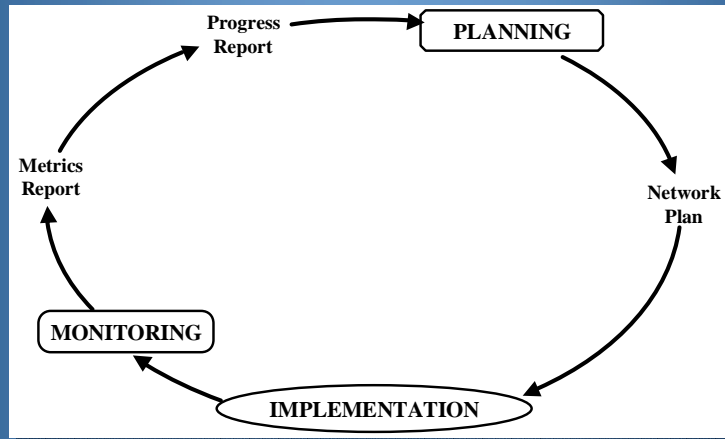 Progress
Report
PLANNING
Metrics
Report
Network
Plan
MONITORING
IMPLEMENTATION